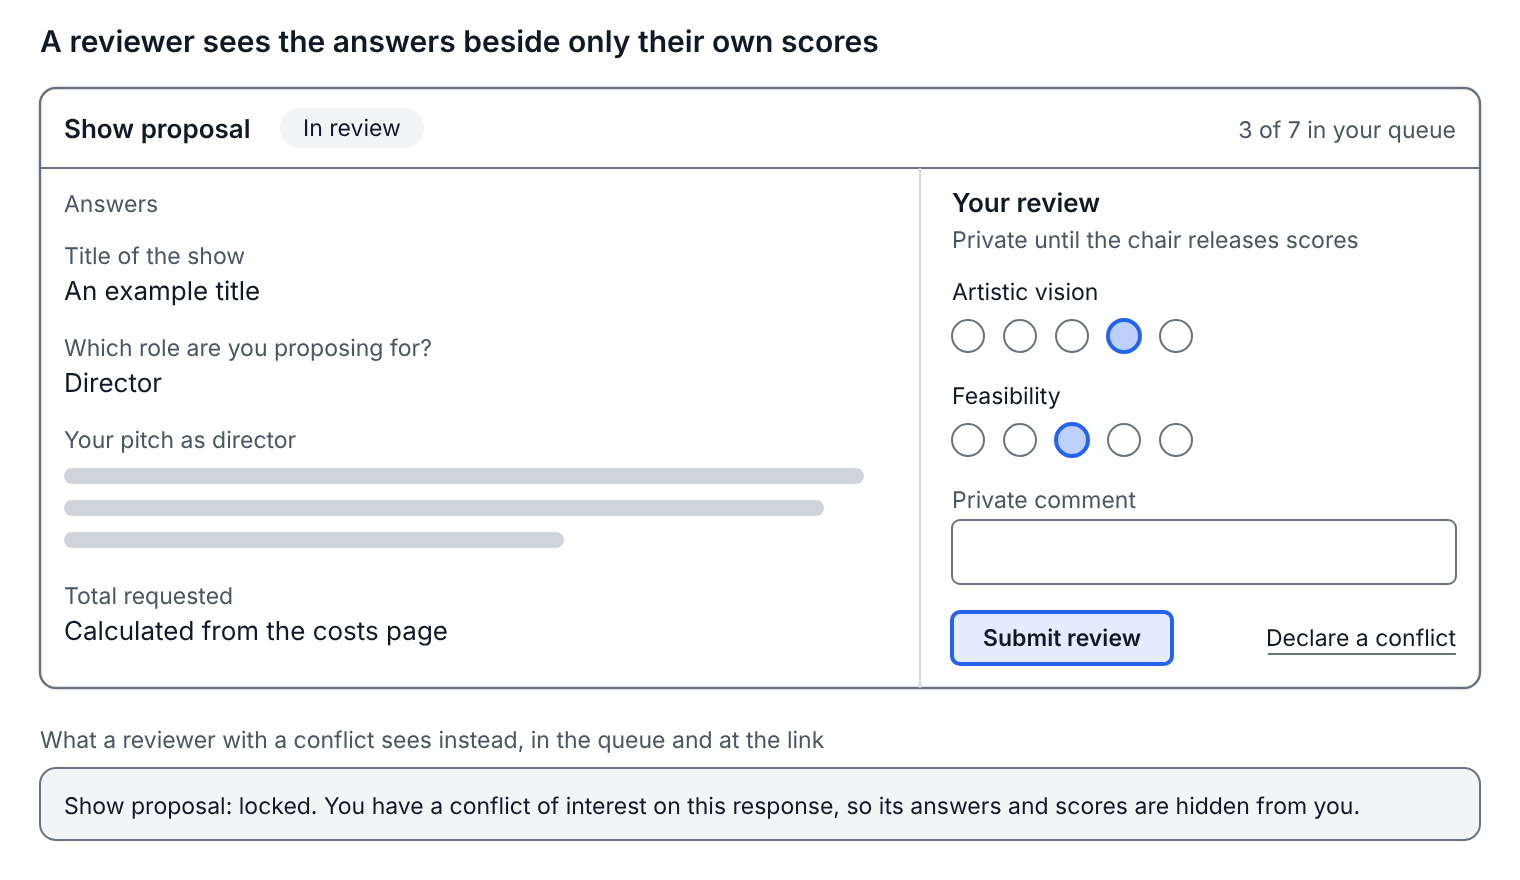 A reviewer sees the answers beside only their own scores
Show proposal
In review
3 of 7 in your queue
Answers
Title of the show
An example title
Which role are you proposing for?
Director
Your pitch as director
Total requested
Calculated from the costs page
Your review
Private until the chair releases scores
Artistic vision
Feasibility
Private comment
Submit review
Declare a conflict
What a reviewer with a conflict sees instead, in the queue and at the link
Show proposal: locked. You have a conflict of interest on this response, so its answers and scores are hidden from you.